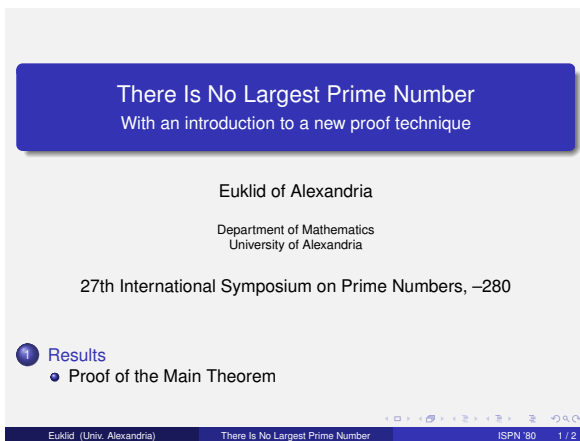 There Is No Largest Prime Number
With an introduction to a new proof technique
Euklid of Alexandria
Department of Mathematics
University of Alexandria
27th International Symposium on Prime Numbers, –280
1 Results
Proof of the Main Theorem
Euklid (Univ. Alexandria) There Is No Largest Prime Number ISPN '80 1 / 2